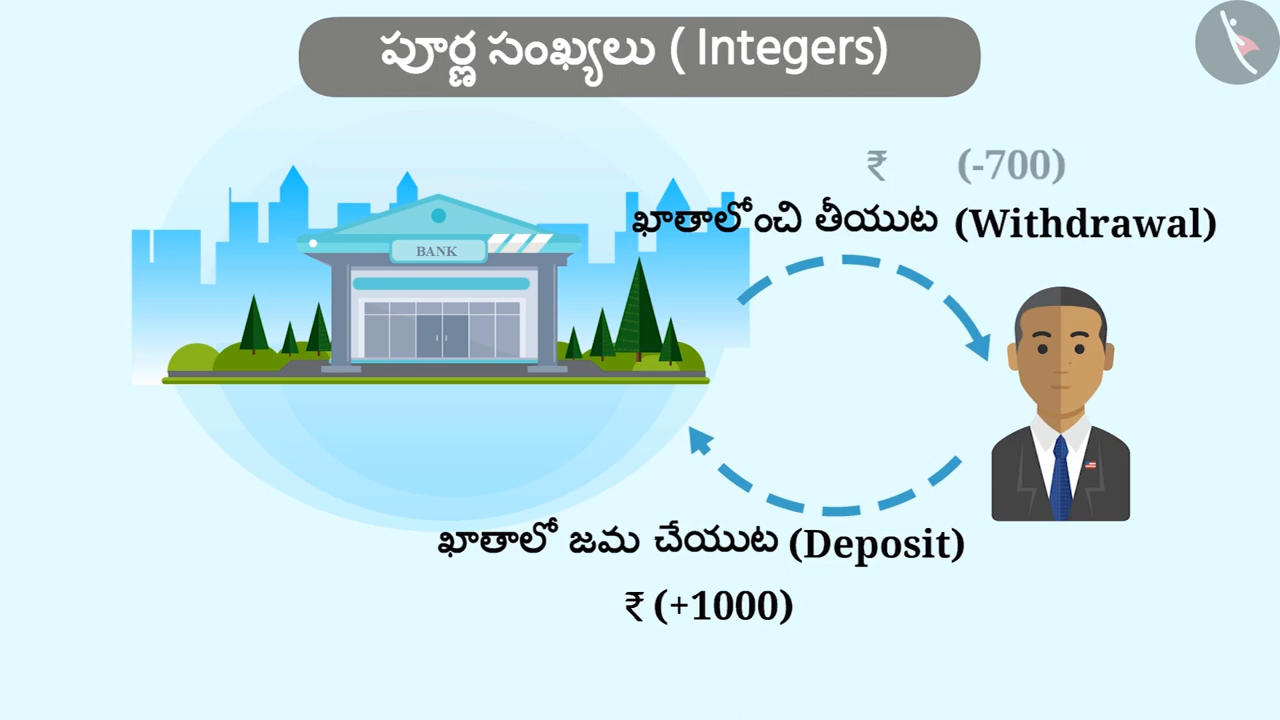 పూర్ణ సంఖ్యలు ( Integers)
₹ (-700)
ఖాతాలోంచి తీయుట (Withdrawal)
BANK
ఖాతాలో జమ చేయుట (Deposit)
₹ (+1000)